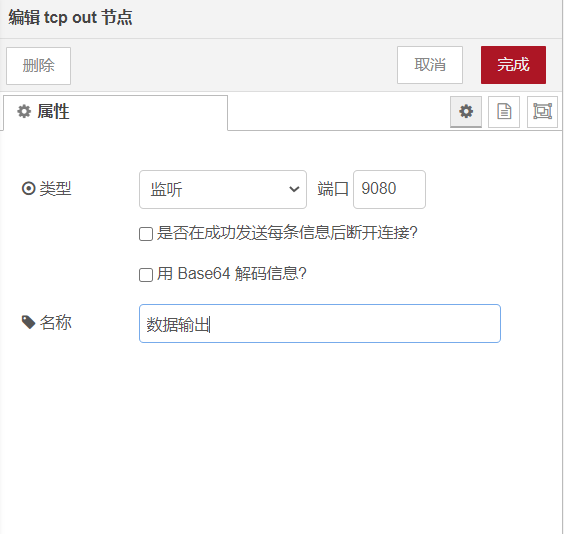 编辑 tcp out 节点
删除 取消 完成
属性
类型 监听 端口 9080
是否在成功发送每条信息后断开连接?
用 Base64 解码信息?
名称 数据输出